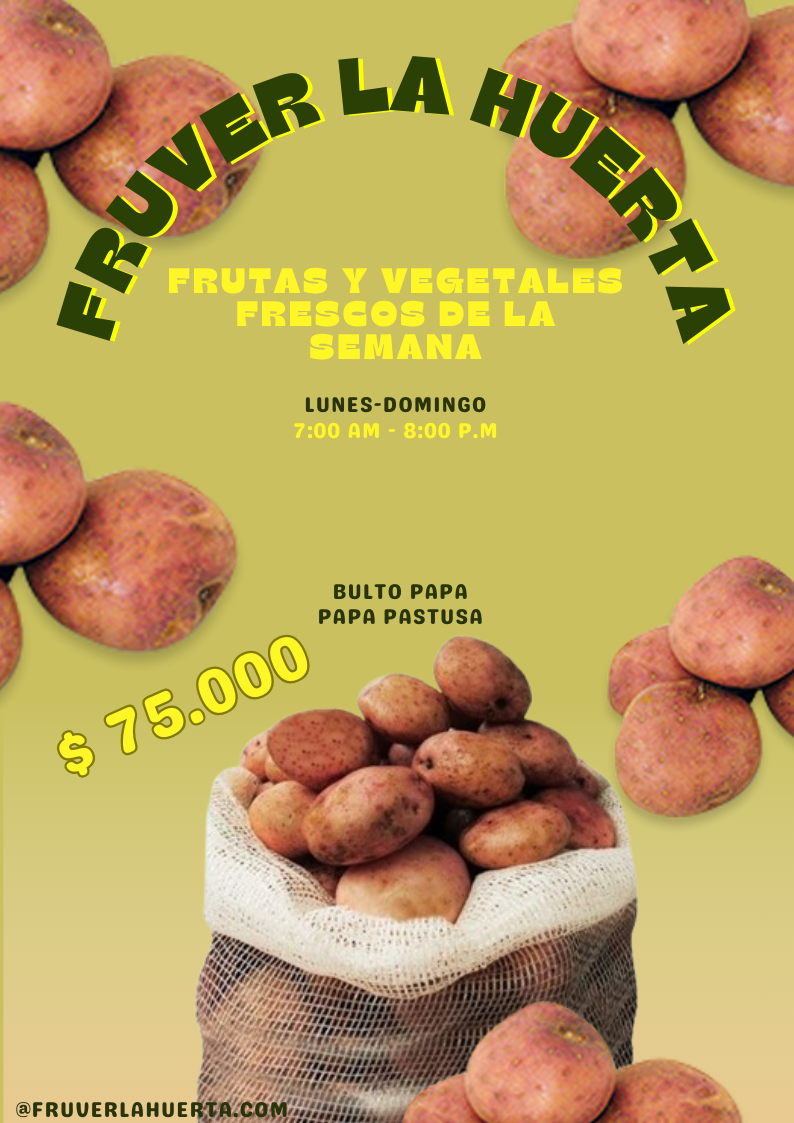 FRUVER LA HUERTA
FRUTAS Y VEGETALES
FRESCOS DE LA
SEMANA
LUNES-DOMINGO
7:00 AM - 8:00 P.M
BULTO PAPA
PAPA PASTUSA
$ 75.000
@FRUVERLAHUERTA.COM